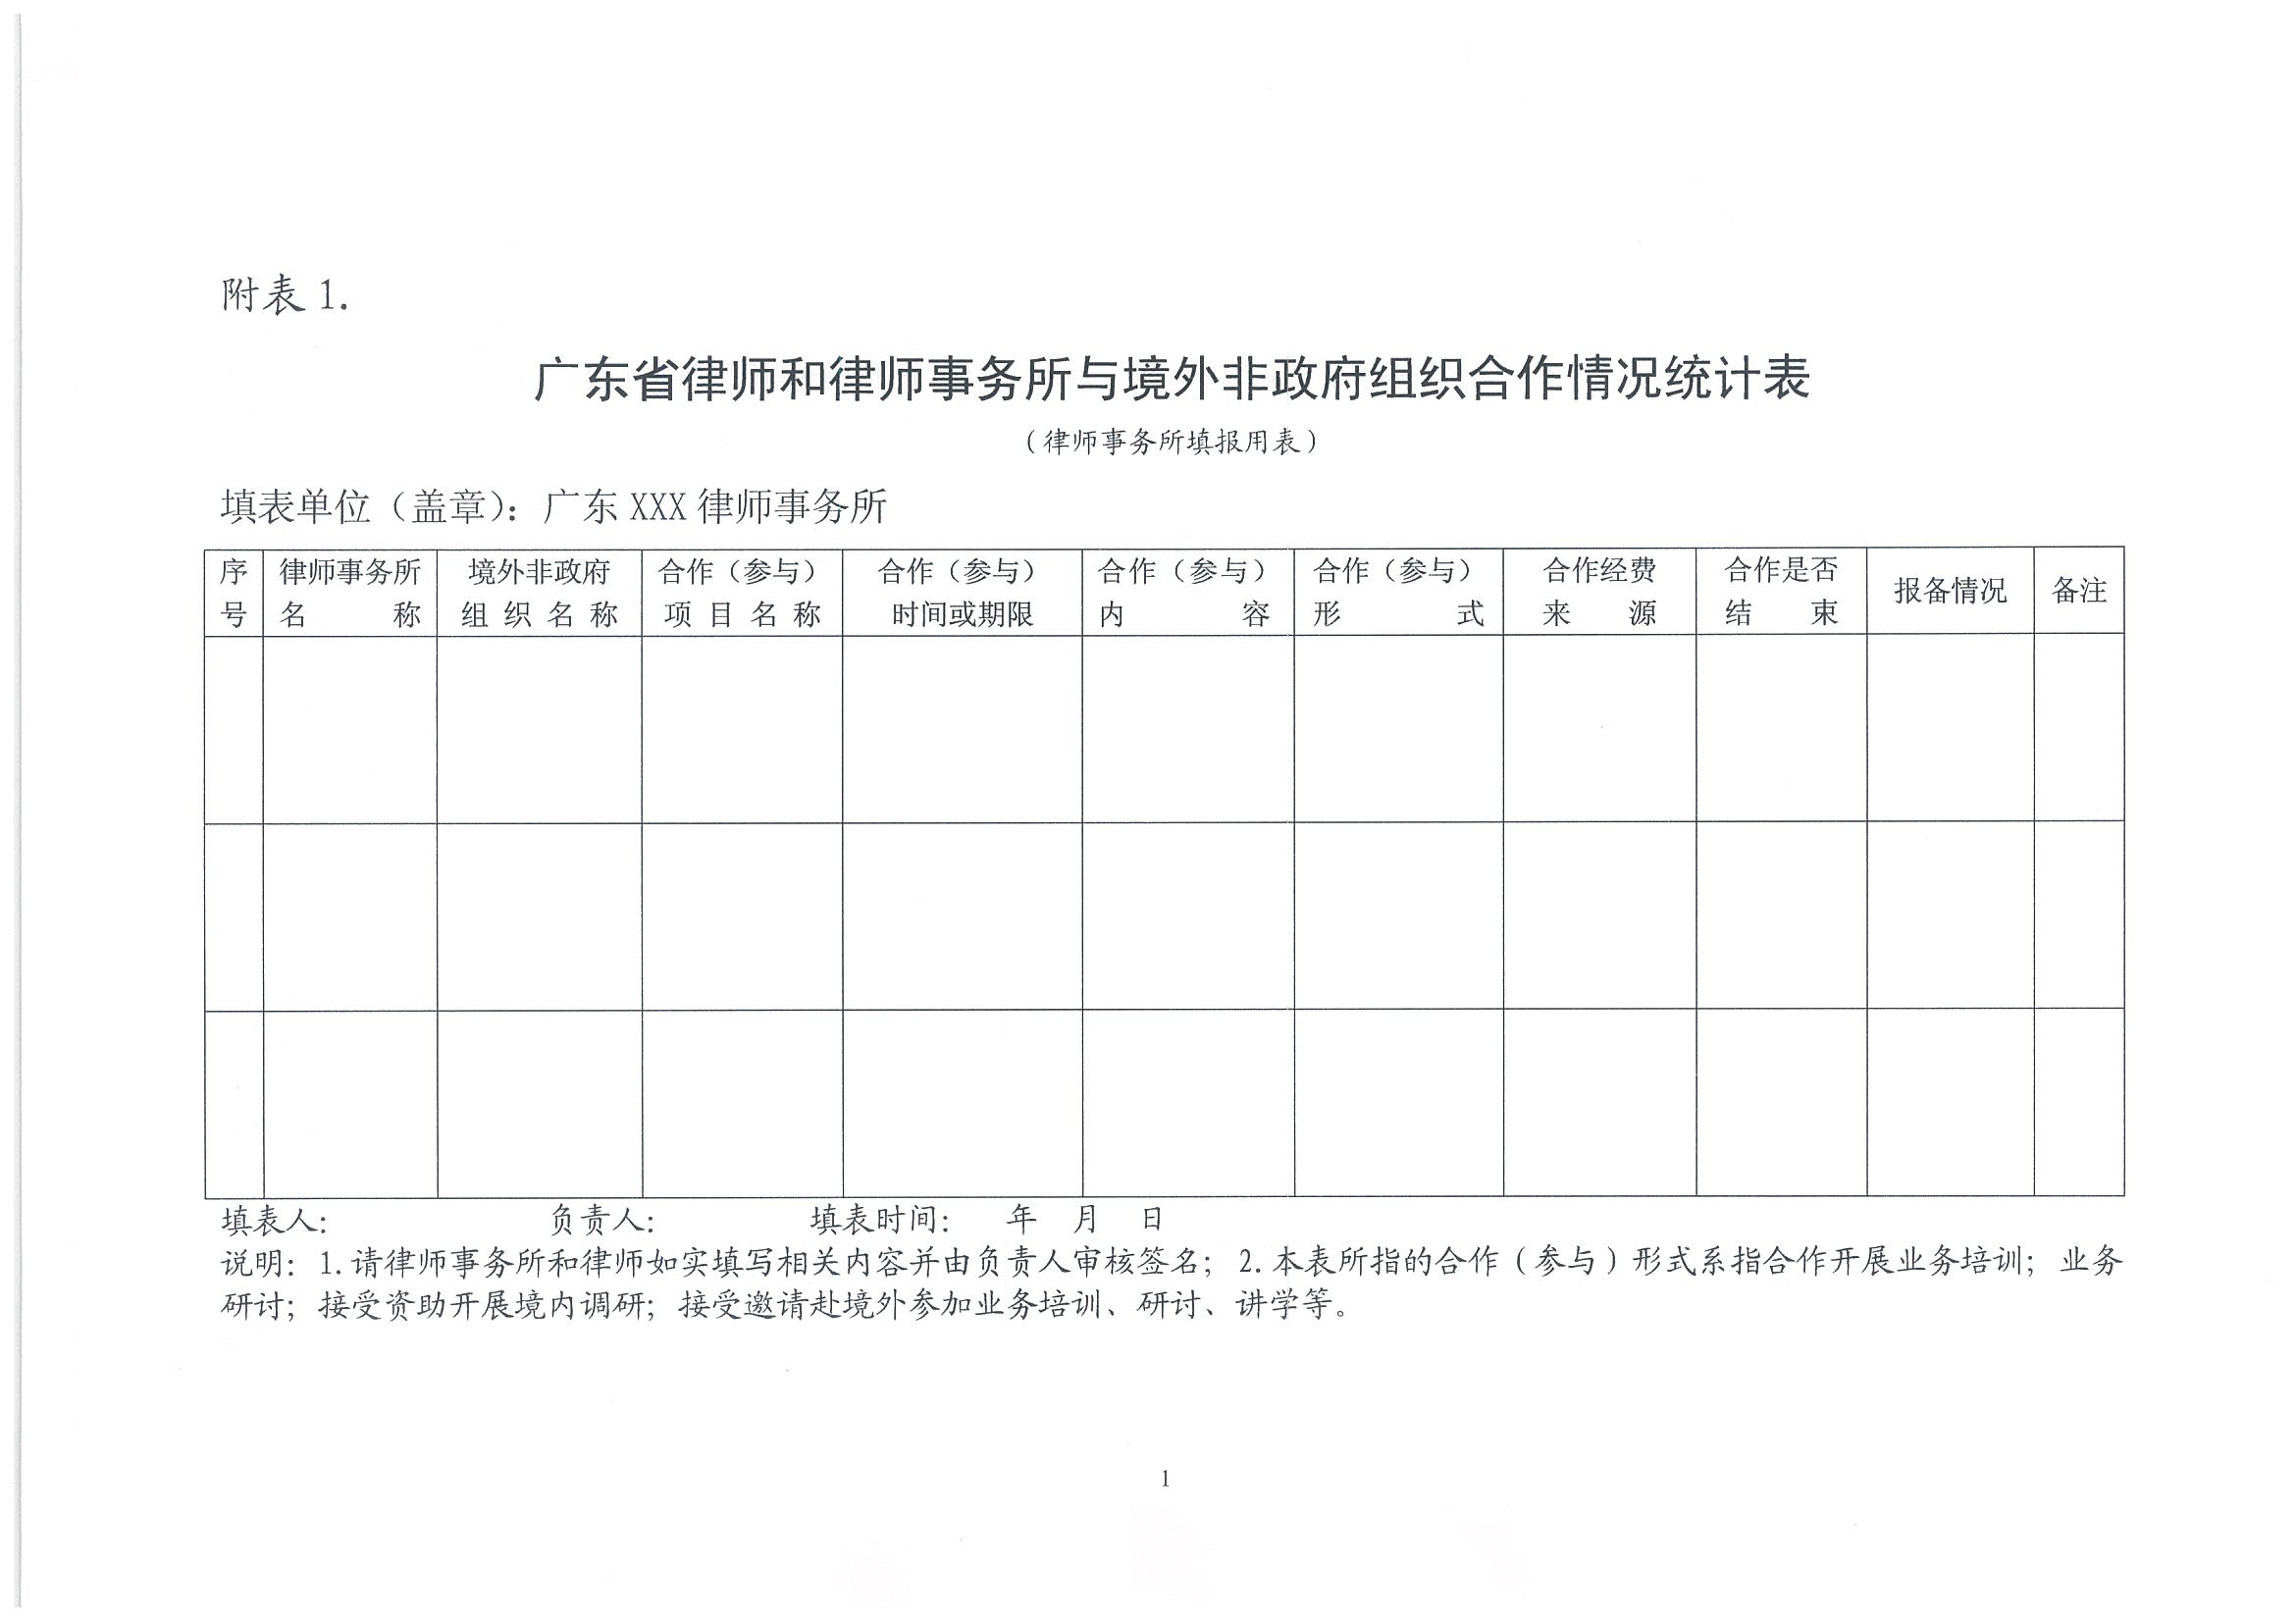 附表 1.
广东省律师和律师事务所与境外非政府组织合作情况统计表
（律师事务所填报用表）
填表单位（盖章）：广东 XXX 律师事务所
序号 律师事务所名称 境外非政府组织名称 合作（参与）项目名称 合作（参与）时间或期限 合作（参与）内容 合作（参与）形式 合作经费来源 合作是否结束 报备情况 备注
填表人： 负责人： 填表时间： 年 月 日
说明：1.请律师事务所和律师如实填写相关内容并由负责人审核签名；2.本表所指的合作（参与）形式系指合作开展业务培训；业务
研讨；接受资助开展境内调研；接受邀请赴境外参加业务培训、研讨、讲学等。
1